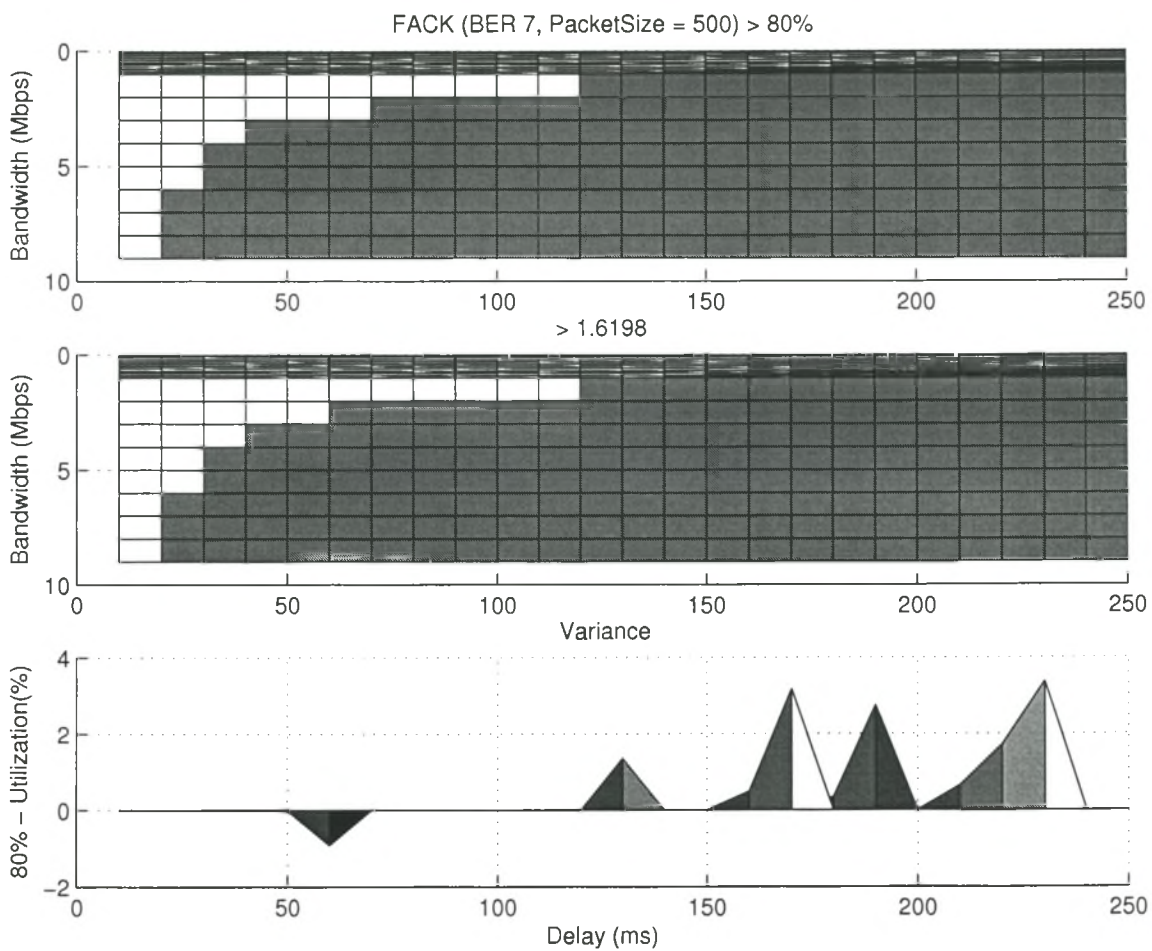 FACK (BER 7, PacketSize = 500) > 80%
Bandwidth (Mbps)
0
5
10
0 50 100 150 200 250
> 1.6198
Bandwidth (Mbps)
0
5
10
0 50 100 150 200 250
Variance
80% – Utilization(%)
4
2
0
−2
0 50 100 150 200 250
Delay (ms)